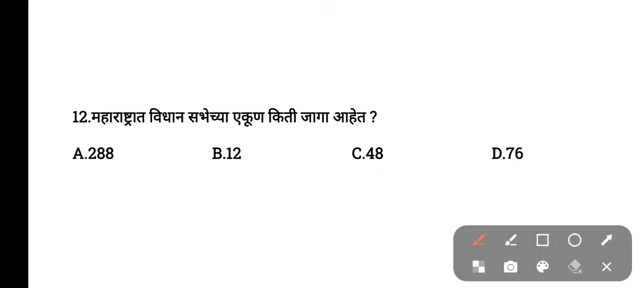 12.महाराष्ट्रात विधान सभेच्या एकूण किती जागा आहेत ?
A.288 B.12 C.48 D.76